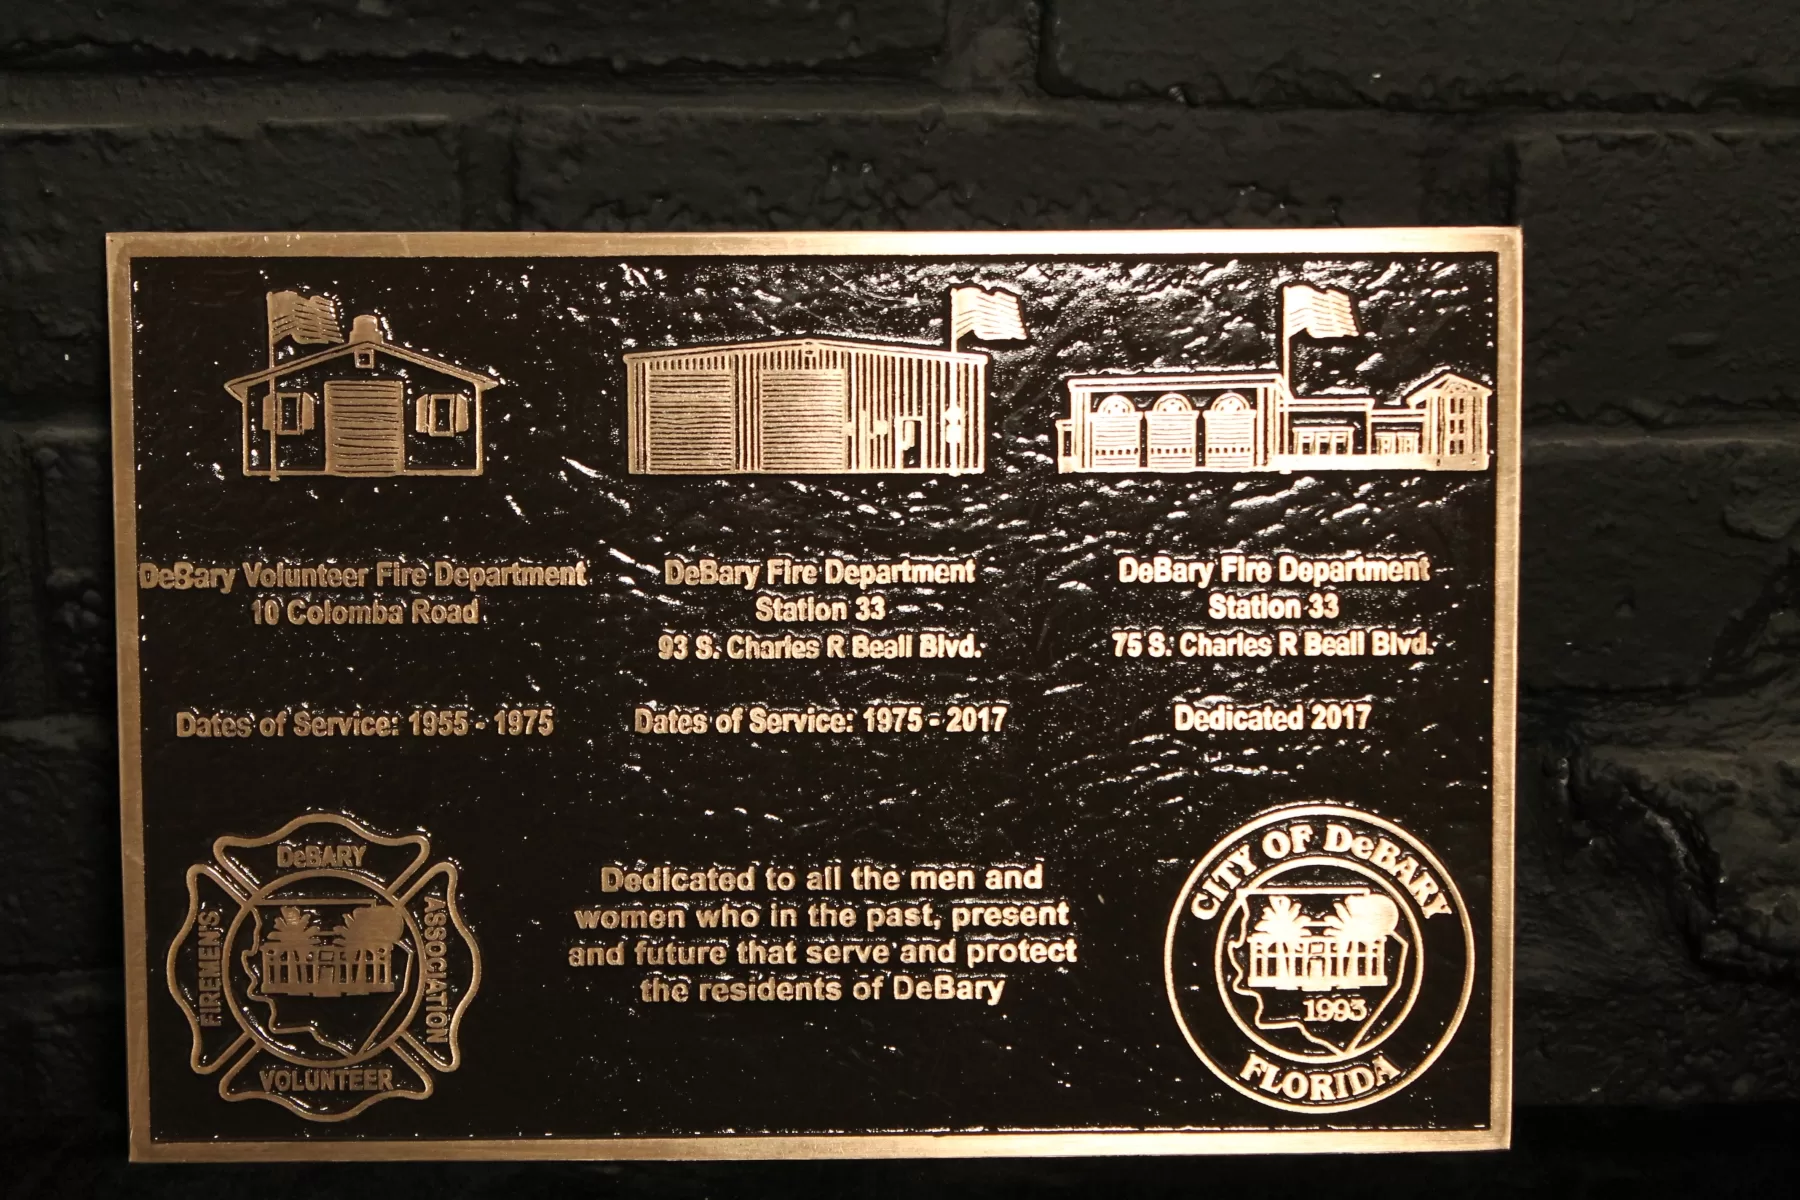 DeBary Volunteer Fire Department
10 Colomba Road
Dates of Service: 1955 - 1975
DeBary Fire Department
Station 33
93 S. Charles R Beall Blvd.
Dates of Service: 1975 - 2017
DeBary Fire Department
Station 33
75 S. Charles R Beall Blvd.
Dedicated 2017
DeBARY
FIREMEN'S
ASSOCIATION
VOLUNTEER
Dedicated to all the men and
women who in the past, present
and future that serve and protect
the residents of DeBary
CITY OF DeBARY
1993
FLORIDA